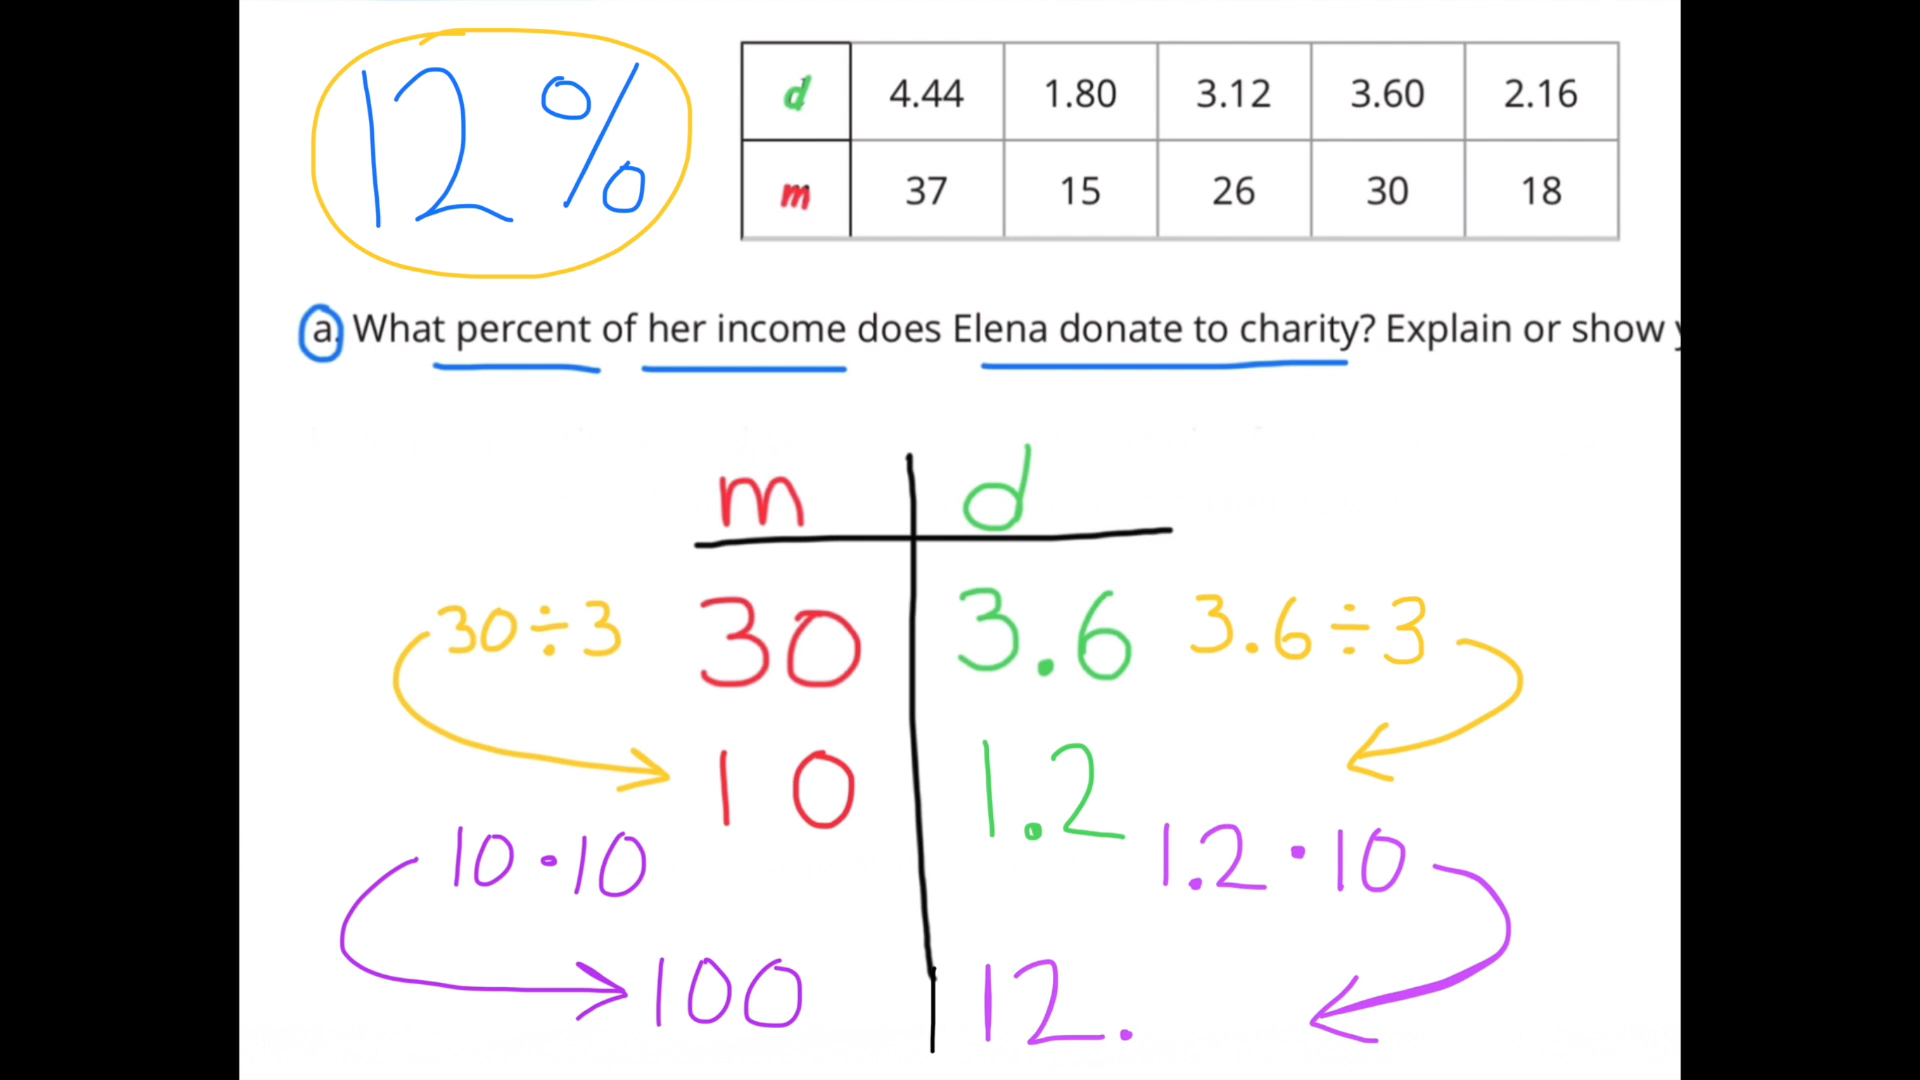 12%
d 4.44 1.80 3.12 3.60 2.16
m 37 15 26 30 18
a. What percent of her income does Elena donate to charity? Explain or show
m d
30÷3 30 3.6 3.6÷3
10 1.2
10·10 1.2·10
100 12.